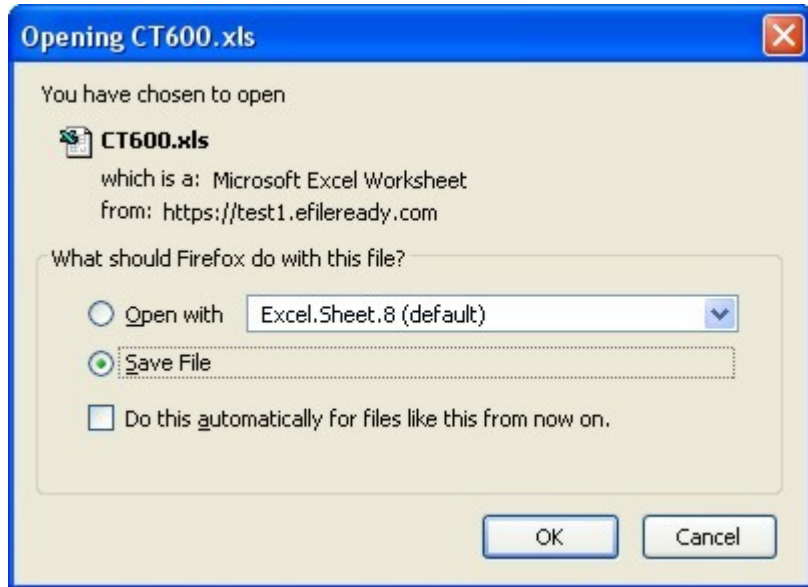 Opening CT600.xls
You have chosen to open
CT600.xls
which is a: Microsoft Excel Worksheet
from: https://test1.efileready.com
What should Firefox do with this file?
Open with Excel.Sheet.8 (default)
Save File
Do this automatically for files like this from now on.
OK Cancel